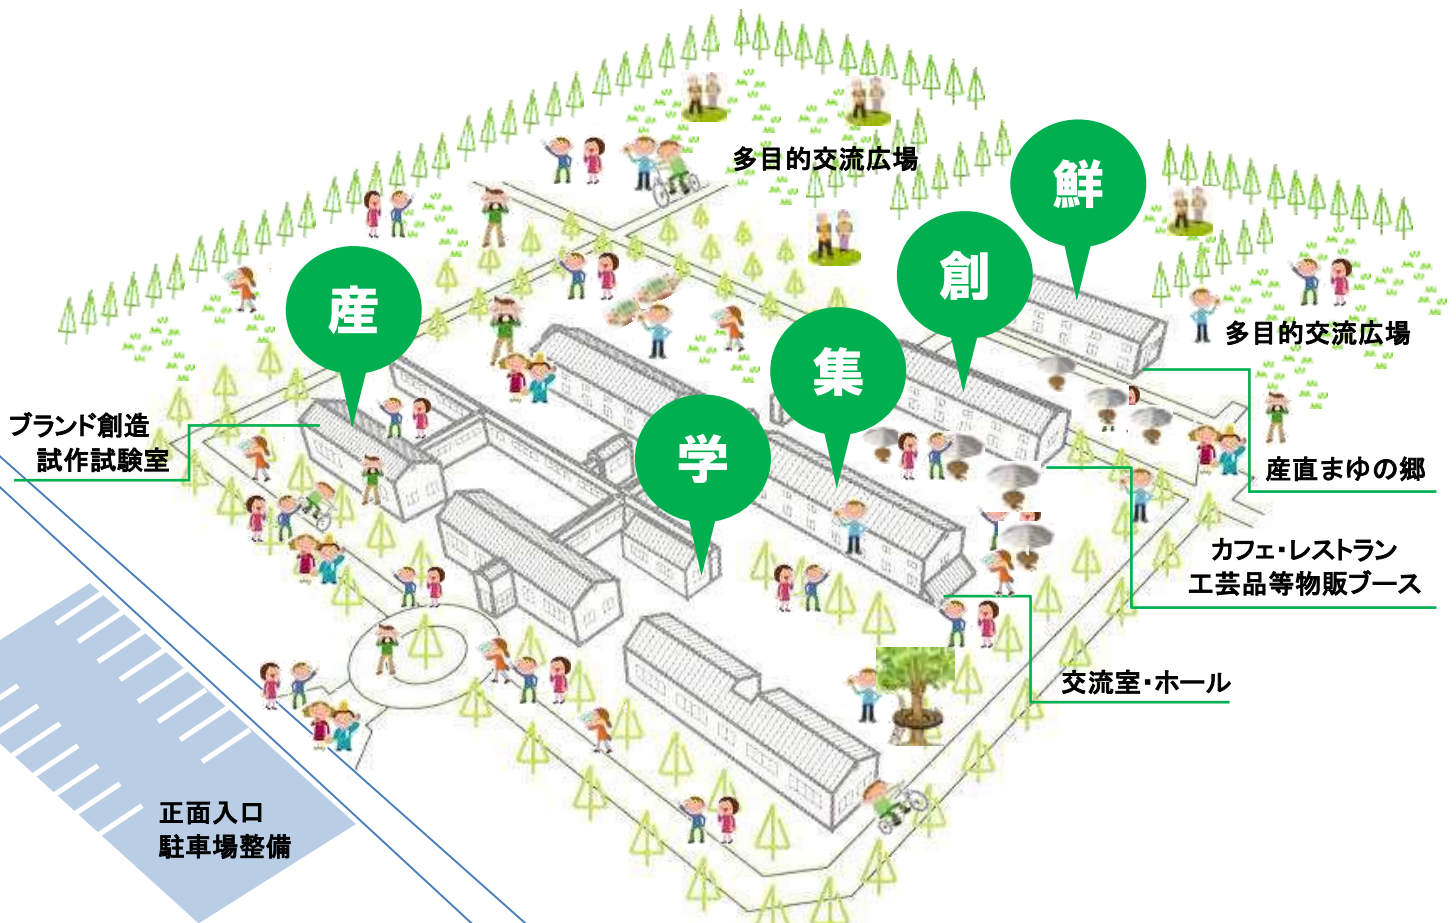 多目的交流広場
鮮
創
産
集
多目的交流広場
学
ブランド創造
試作試験室
産直まゆの郷
カフェ・レストラン
工芸品等物販ブース
交流室・ホール
正面入口
駐車場整備